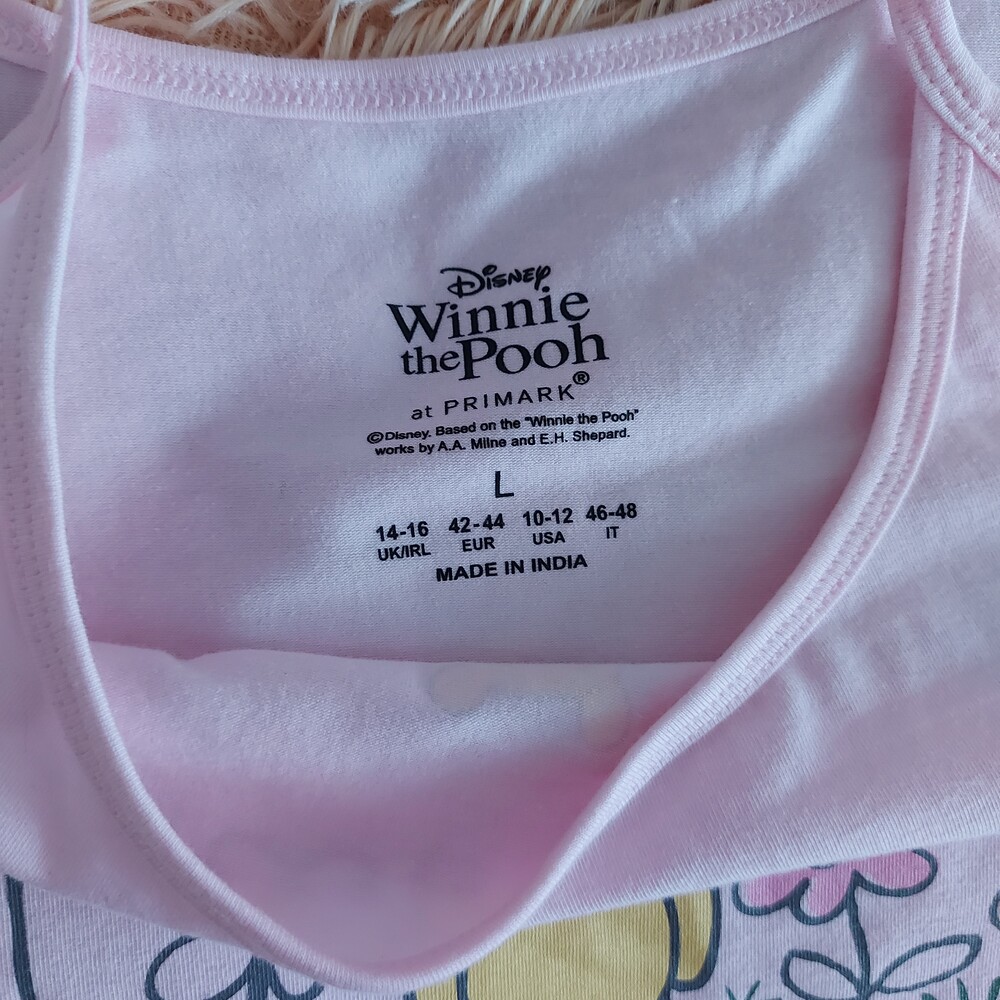 Disney
Winnie
the Pooh
at PRIMARK®
©Disney. Based on the "Winnie the Pooh"
works by A.A. Milne and E.H. Shepard.
L
14-16 42-44 10-12 46-48
UK/IRL EUR USA IT
MADE IN INDIA